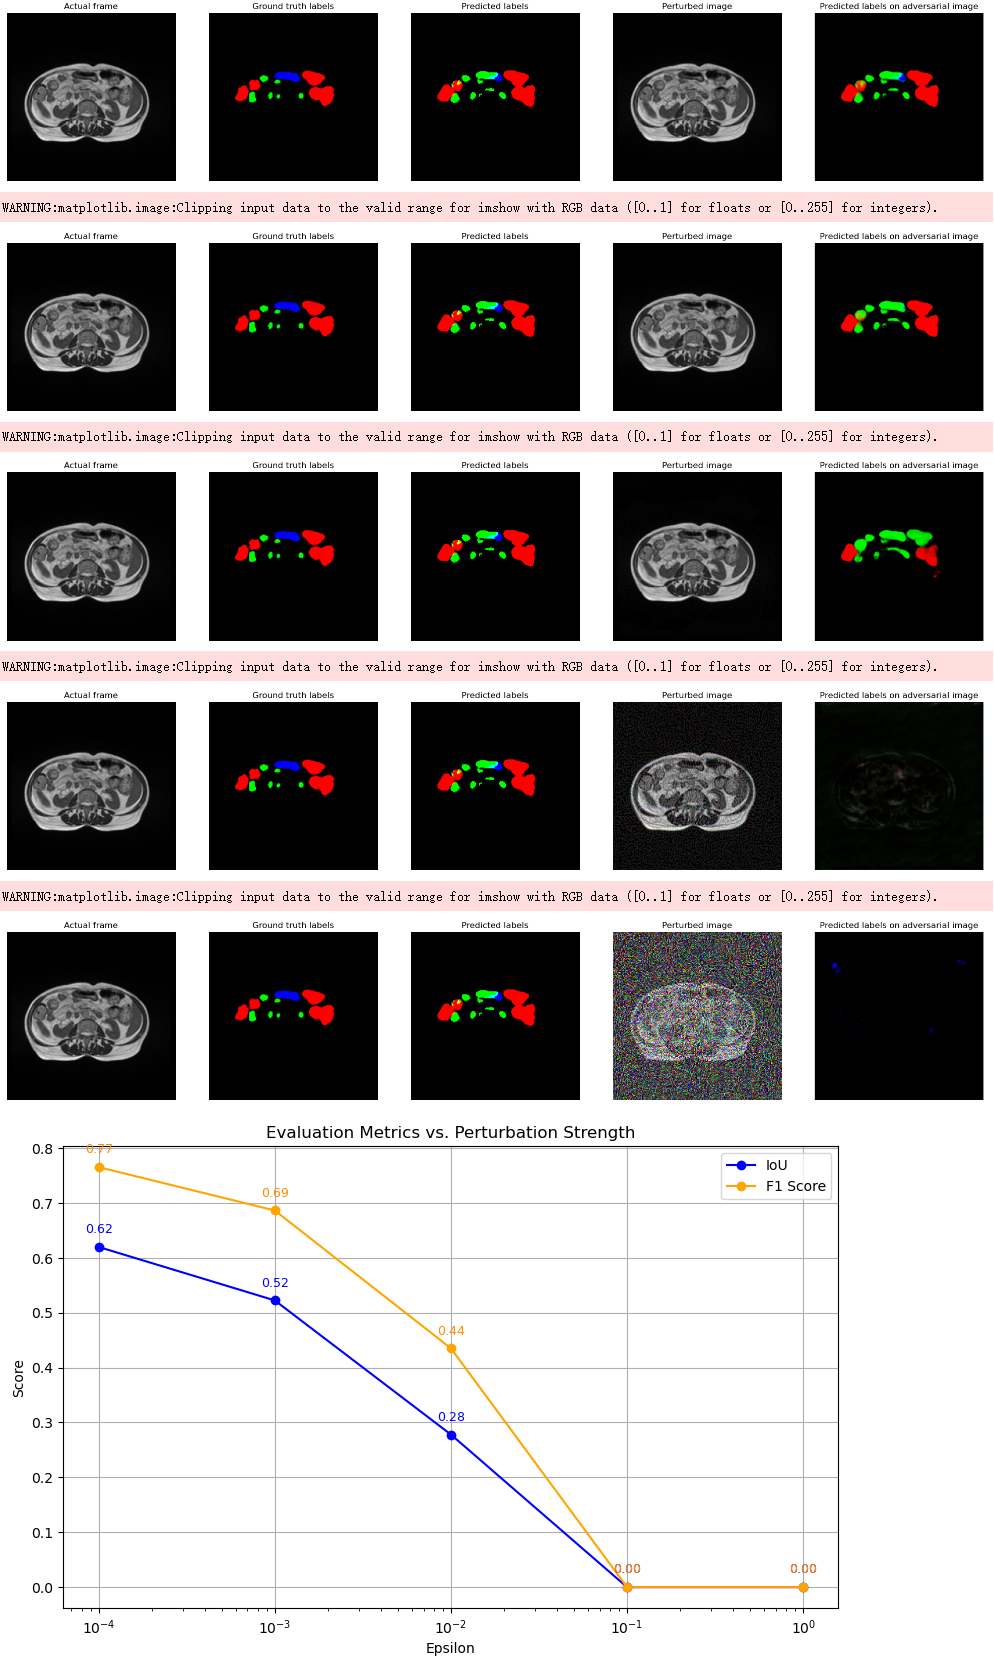 Actual frame Ground truth labels Predicted labels Perturbed image Predicted labels on adversarial image
WARNING:matplotlib.image:Clipping input data to the valid range for imshow with RGB data ([0..1] for floats or [0..255] for integers).
Actual frame Ground truth labels Predicted labels Perturbed image Predicted labels on adversarial image
WARNING:matplotlib.image:Clipping input data to the valid range for imshow with RGB data ([0..1] for floats or [0..255] for integers).
Actual frame Ground truth labels Predicted labels Perturbed image Predicted labels on adversarial image
WARNING:matplotlib.image:Clipping input data to the valid range for imshow with RGB data ([0..1] for floats or [0..255] for integers).
Actual frame Ground truth labels Predicted labels Perturbed image Predicted labels on adversarial image
WARNING:matplotlib.image:Clipping input data to the valid range for imshow with RGB data ([0..1] for floats or [0..255] for integers).
Actual frame Ground truth labels Predicted labels Perturbed image Predicted labels on adversarial image
Evaluation Metrics vs. Perturbation Strength
IoU
F1 Score
0.77
0.69
0.62
0.52
0.44
0.28
0.00 0.00
0.8
0.7
0.6
0.5
0.4
0.3
0.2
0.1
0.0
Score
10⁻⁴ 10⁻³ 10⁻² 10⁻¹ 10⁰
Epsilon